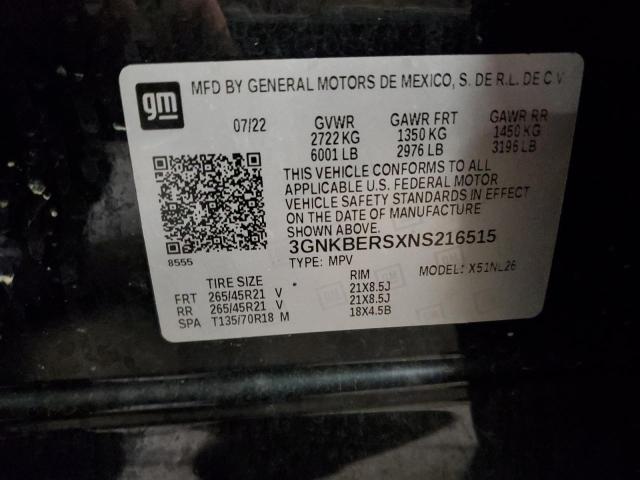 gm
MFD BY GENERAL MOTORS DE MEXICO, S. DE R.L. DE C.V
07/22 GVWR GAWR FRT GAWR RR
2722 KG 1350 KG 1450 KG
6001 LB 2976 LB 3196 LB
THIS VEHICLE CONFORMS TO ALL
APPLICABLE U.S. FEDERAL MOTOR
VEHICLE SAFETY STANDARDS IN EFFECT
ON THE DATE OF MANUFACTURE
SHOWN ABOVE.
3GNKBERSXNS216515
8555
TYPE: MPV MODEL: X51NL26
TIRE SIZE RIM
FRT 265/45R21 V 21X8.5J
RR 265/45R21 V 21X8.5J
SPA T135/70R18 M 18X4.5B